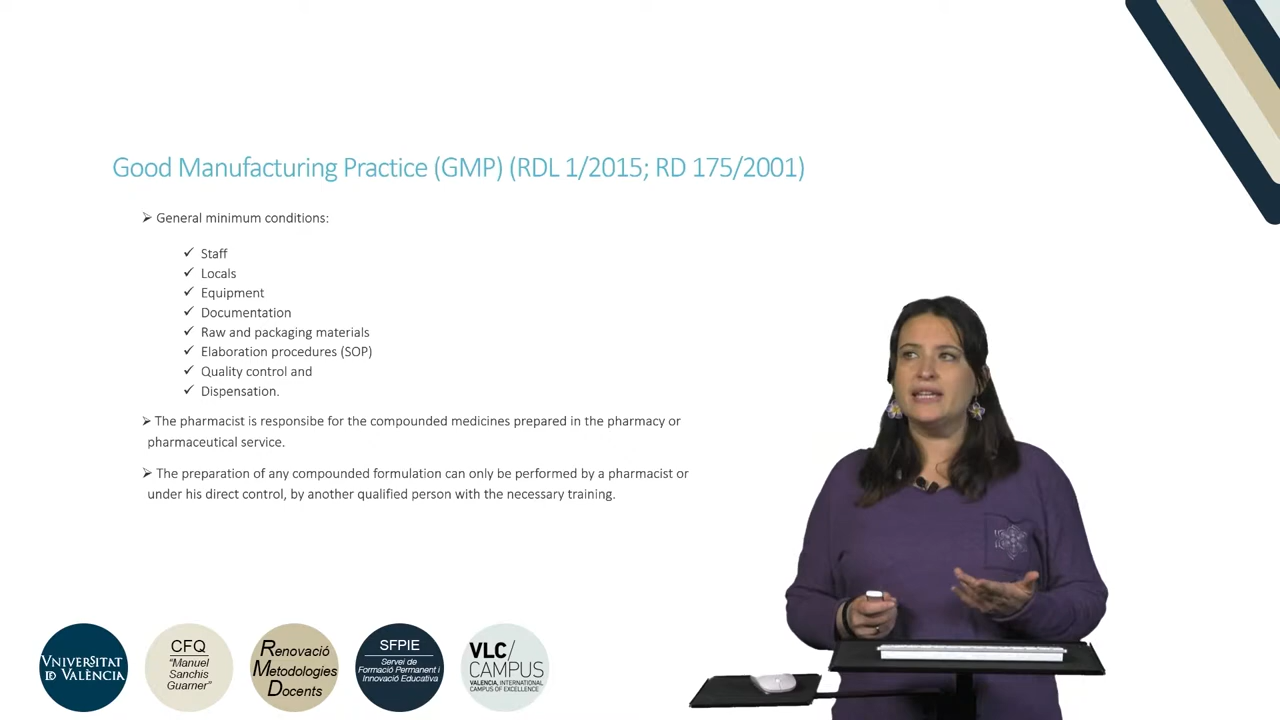 Good Manufacturing Practice (GMP) (RDL 1/2015; RD 175/2001)
➢ General minimum conditions:
✓ Staff
✓ Locals
✓ Equipment
✓ Documentation
✓ Raw and packaging materials
✓ Elaboration procedures (SOP)
✓ Quality control and
✓ Dispensation.
➢ The pharmacist is responsibe for the compounded medicines prepared in the pharmacy or
pharmaceutical service.
➢ The preparation of any compounded formulation can only be performed by a pharmacist or
under his direct control, by another qualified person with the necessary training.
VNIVERSITAT
ID VALÈNCIA
CFQ
"Manuel
Sanchis
Guarner"
Renovació
Metodologies
Docents
SFPIE
Servei de
Formació Permanent i
Innovació Educativa
VLC/
CAMPUS
VALENCIA, INTERNATIONAL
CAMPUS OF EXCELLENCE